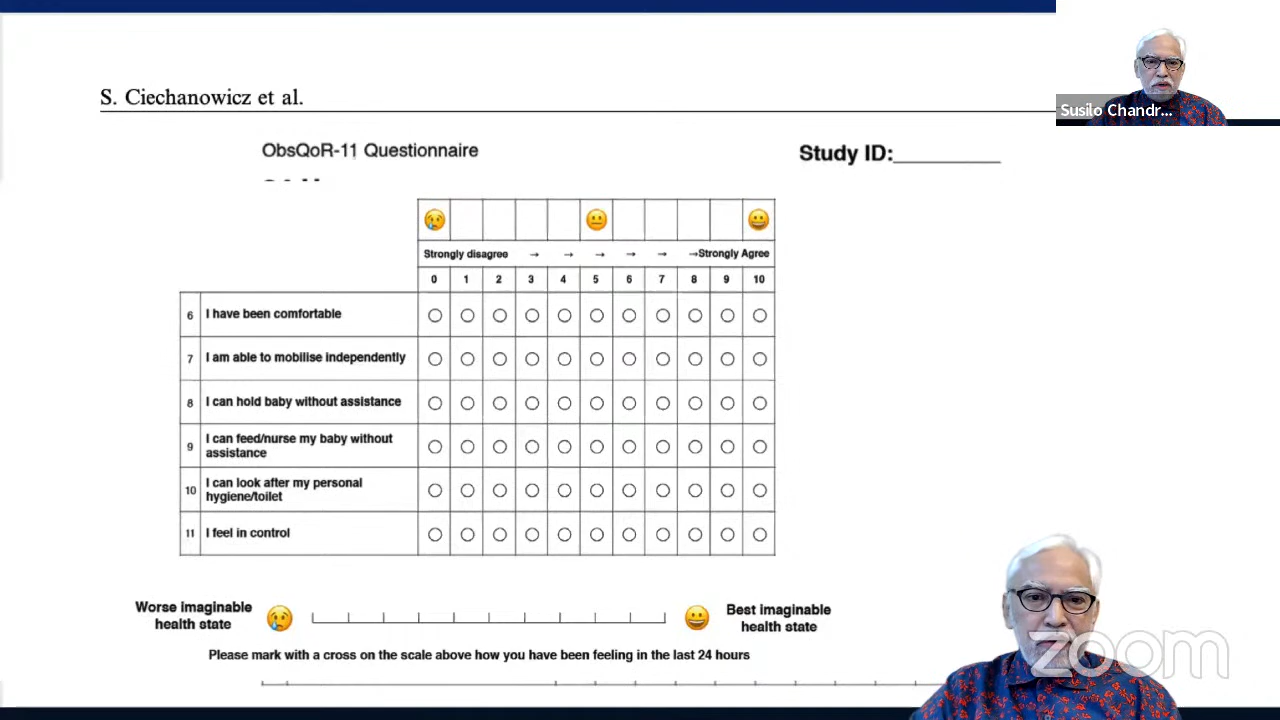 S. Ciechanowicz et al.
Susilo Chandr...
ObsQoR-11 Questionnaire
Study ID:
Strongly disagree → → → → → →Strongly Agree
0 1 2 3 4 5 6 7 8 9 10
6 I have been comfortable
7 I am able to mobilise independently
8 I can hold baby without assistance
9 I can feed/nurse my baby without
assistance
10 I can look after my personal
hygiene/toilet
11 I feel in control
Worse imaginable
health state
Best imaginable
health state
Please mark with a cross on the scale above how you have been feeling in the last 24 hours
zoom